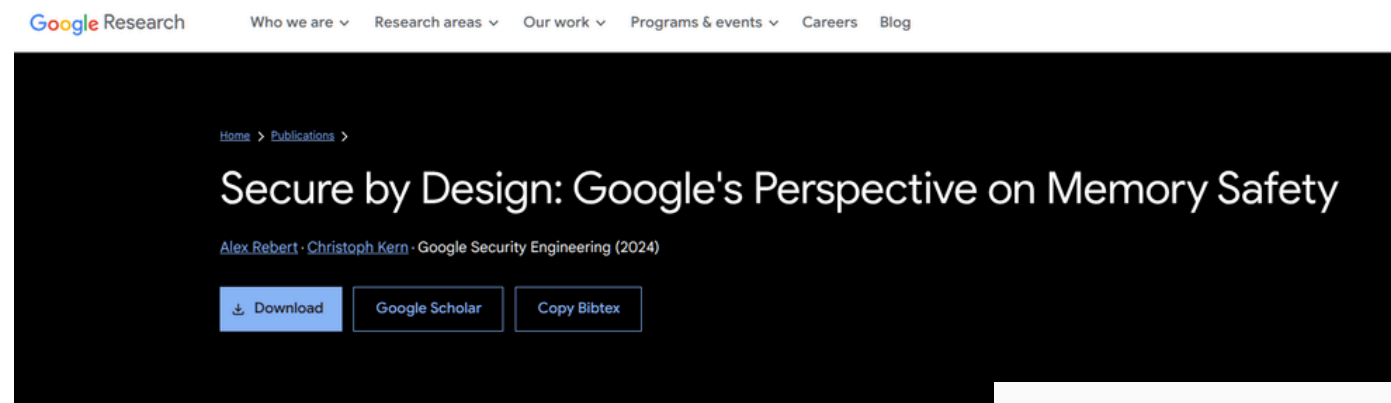 Google Research Who we are Research areas Our work Programs & events Careers Blog
Home > Publications >
Secure by Design: Google's Perspective on Memory Safety
Alex Rebert · Christoph Kern · Google Security Engineering (2024)
Download Google Scholar Copy Bibtex